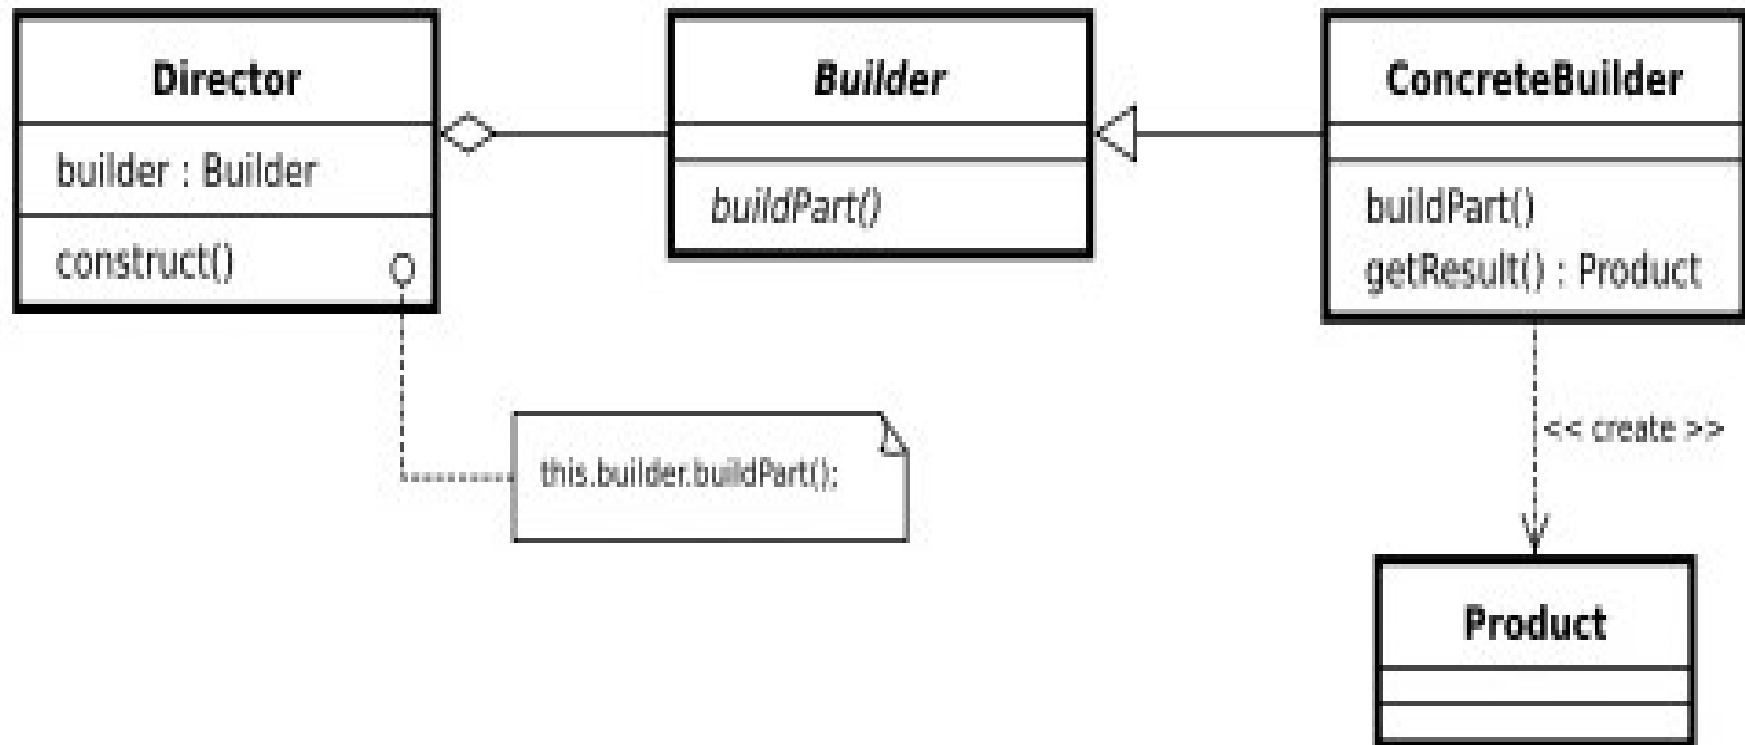 Director
builder : Builder
construct()
Builder
buildPart()
ConcreteBuilder
buildPart()
getResult() : Product
this.builder.buildPart();
<< create >>
Product